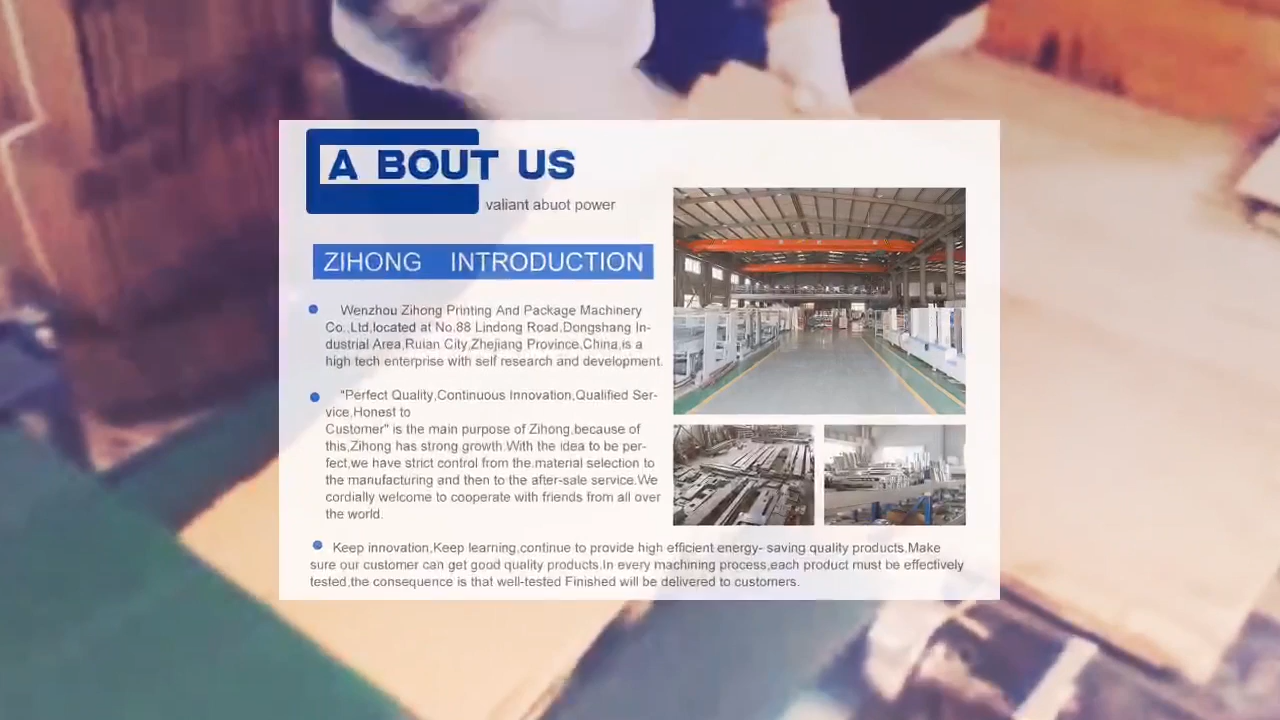 A BOUT US
valiant abuot power
ZIHONG INTRODUCTION
Wenzhou Zihong Printing And Package Machinery
Co.,Ltd,located at No.88 Lindong Road,Dongshang In-
dustrial Area,Ruian City,Zhejiang Province,China,is a
high tech enterprise with self research and development.
"Perfect Quality,Continuous Innovation,Qualified Ser-
vice,Honest to
Customer" is the main purpose of Zihong,because of
this,Zihong has strong growth.With the idea to be per-
fect,we have strict control from the.material selection to
the manufacturing and then to the after-sale service.We
cordially welcome to cooperate with friends from all over
the world.
Keep innovation,Keep learning,continue to provide high efficient energy- saving quality products,Make
sure our customer can get good quality products.In every machining process,each product must be effectively
tested,the consequence is that well-tested Finished will be delivered to customers.